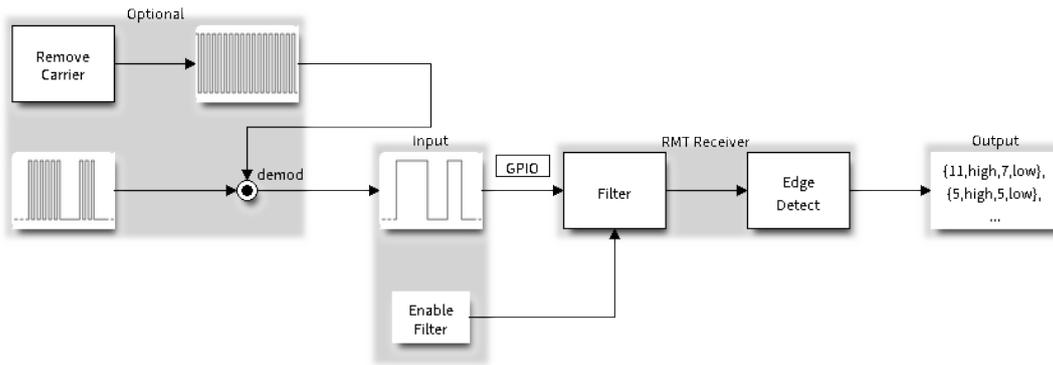 Optional
Remove
Carrier
demod
Input
GPIO
Enable
Filter
RMT Receiver
Filter
Edge
Detect
Output
{11,high,7,low},
{5,high,5,low},
...